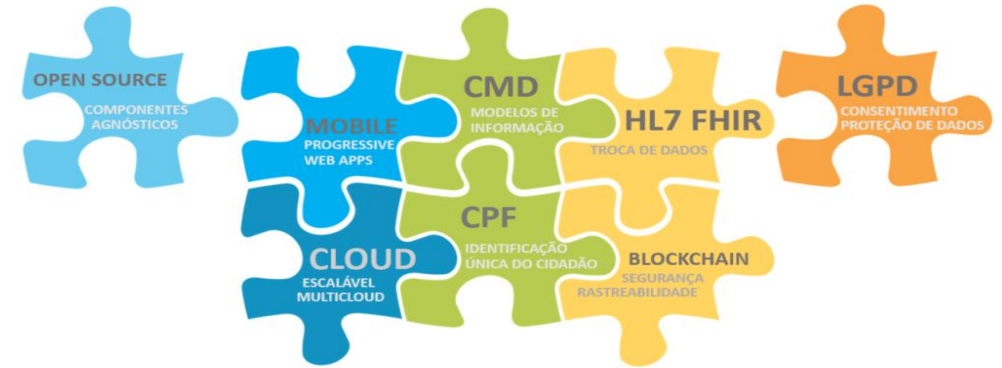 OPEN SOURCE
COMPONENTES
AGNÓSTICOS
MOBILE
PROGRESSIVE
WEB APPS
CMD
MODELOS DE
INFORMAÇÃO
HL7 FHIR
TROCA DE DADOS
LGPD
CONSENTIMENTO
PROTEÇÃO DE DADOS
CLOUD
ESCALÁVEL
MULTICLOUD
CPF
IDENTIFICAÇÃO
ÚNICA DO CIDADÃO
BLOCKCHAIN
SEGURANÇA
RASTREABILIDADE